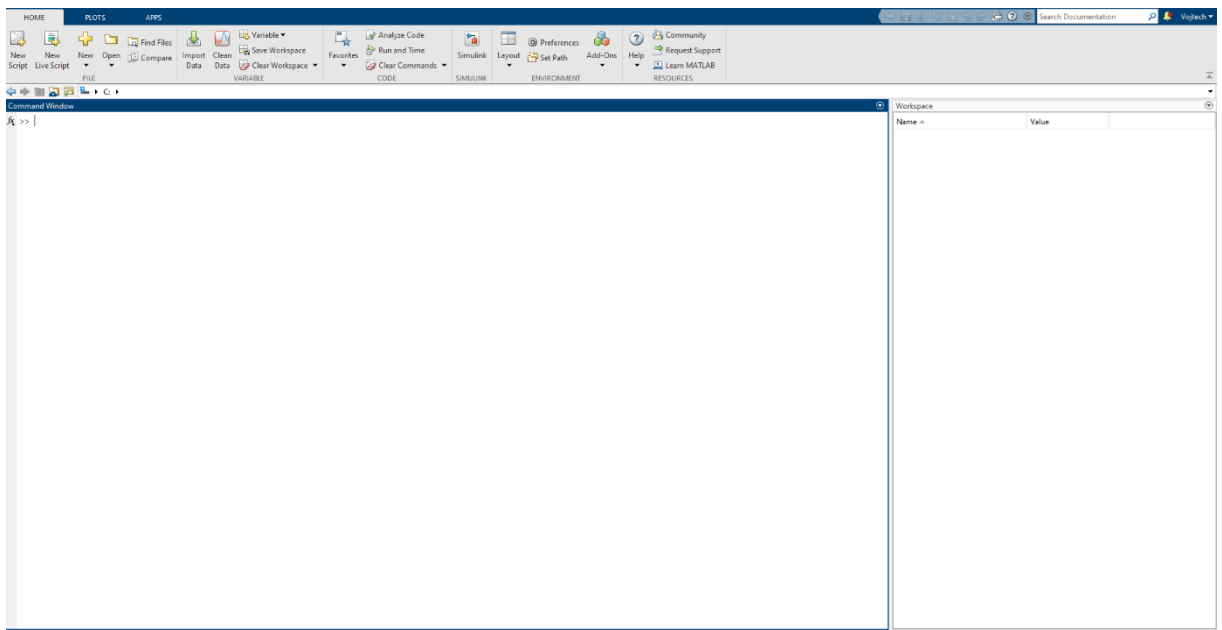 HOME PLOTS APPS Search Documentation Vojtech
New Script
New Live Script
New
Open
Find Files
Compare
FILE
Import Data
Clean Data
Variable
Save Workspace
Clear Workspace
VARIABLE
Favorites
Analyze Code
Run and Time
Clear Commands
CODE
Simulink
SIMULINK
Layout
Preferences
Set Path
Add-Ons
ENVIRONMENT
Help
Community
Request Support
Learn MATLAB
RESOURCES
C:
Command Window
fx >>
Workspace
Name Value